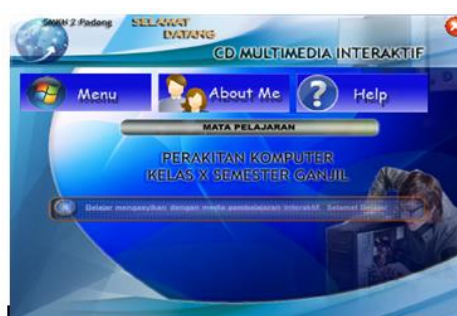 SMKN 2 Padang
SELAMAT
DATANG
CD MULTIMEDIA INTERAKTIF
Menu
About Me
Help
MATA PELAJARAN
PERAKITAN KOMPUTER
KELAS X SEMESTER GANJIL
Belajar mengasyikan dengan media pembelajaran interaktif. Selamat Belajar